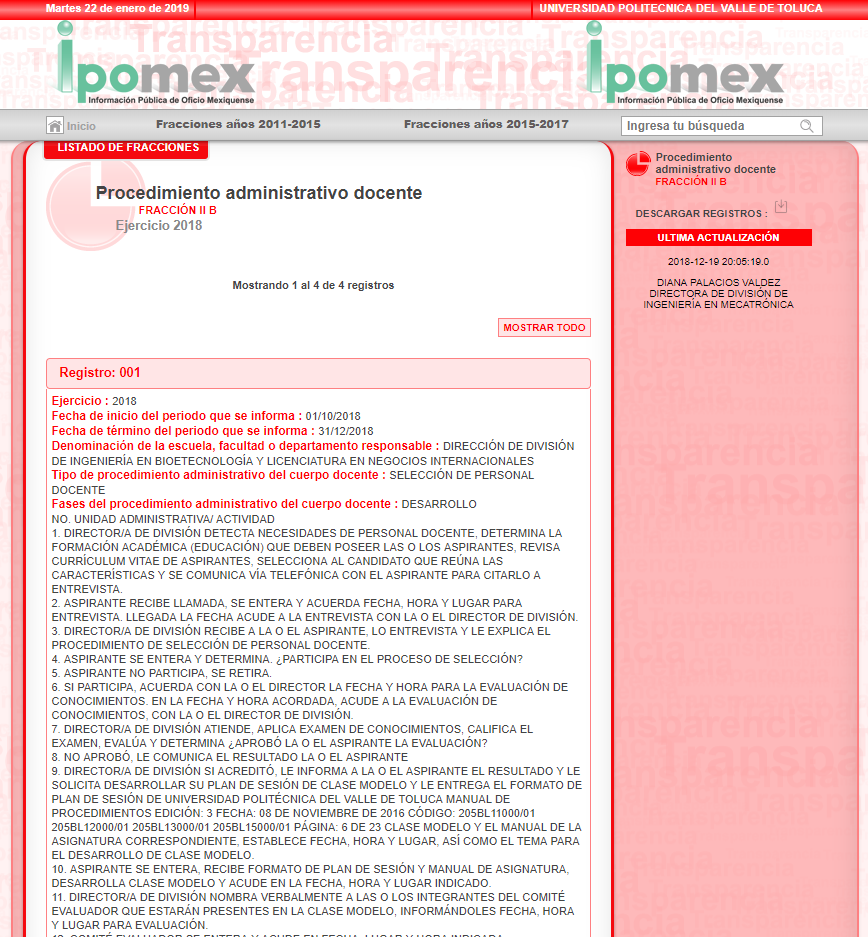 Martes 22 de enero de 2019
UNIVERSIDAD POLITECNICA DEL VALLE DE TOLUCA
Transparencia
ipomex
Información Pública de Oficio Mexiquense
ipomex
Información Pública de Oficio Mexiquense
Inicio
Fracciones años 2011-2015
Fracciones años 2015-2017
Ingresa tu búsqueda
LISTADO DE FRACCIONES
Procedimiento administrativo docente
FRACCIÓN II B
Ejercicio 2018
Mostrando 1 al 4 de 4 registros
MOSTRAR TODO
Registro: 001
Ejercicio : 2018
Fecha de inicio del periodo que se informa : 01/10/2018
Fecha de término del periodo que se informa : 31/12/2018
Denominación de la escuela, facultad o departamento responsable : DIRECCIÓN DE DIVISIÓN
DE INGENIERÍA EN BIOETECNOLOGÍA Y LICENCIATURA EN NEGOCIOS INTERNACIONALES
Tipo de procedimiento administrativo del cuerpo docente : SELECCIÓN DE PERSONAL
DOCENTE
Fases del procedimiento administrativo del cuerpo docente : DESARROLLO
NO. UNIDAD ADMINISTRATIVA/ ACTIVIDAD
1. DIRECTOR/A DE DIVISIÓN DETECTA NECESIDADES DE PERSONAL DOCENTE, DETERMINA LA
FORMACIÓN ACADÉMICA (EDUCACIÓN) QUE DEBEN POSEER LAS O LOS ASPIRANTES, REVISA
CURRÍCULUM VITAE DE ASPIRANTES, SELECCIONA AL CANDIDATO QUE REÚNA LAS
CARACTERÍSTICAS Y SE COMUNICA VÍA TELEFÓNICA CON EL ASPIRANTE PARA CITARLO A
ENTREVISTA.
2. ASPIRANTE RECIBE LLAMADA, SE ENTERA Y ACUERDA FECHA, HORA Y LUGAR PARA
ENTREVISTA. LLEGADA LA FECHA ACUDE A LA ENTREVISTA CON LA O EL DIRECTOR DE DIVISIÓN.
3. DIRECTOR/A DE DIVISIÓN RECIBE A LA O EL ASPIRANTE, LO ENTREVISTA Y LE EXPLICA EL
PROCEDIMIENTO DE SELECCIÓN DE PERSONAL DOCENTE.
4. ASPIRANTE SE ENTERA Y DETERMINA. ¿PARTICIPA EN EL PROCESO DE SELECCIÓN?
5. ASPIRANTE NO PARTICIPA, SE RETIRA.
6. SI PARTICIPA, ACUERDA CON LA O EL DIRECTOR LA FECHA Y HORA PARA LA EVALUACIÓN DE
CONOCIMIENTOS. EN LA FECHA Y HORA ACORDADA, ACUDE A LA EVALUACIÓN DE
CONOCIMIENTOS, CON LA O EL DIRECTOR DE DIVISIÓN.
7. DIRECTOR/A DE DIVISIÓN ATIENDE, APLICA EXAMEN DE CONOCIMIENTOS, CALIFICA EL
EXAMEN, EVALÚA Y DETERMINA ¿APROBÓ LA O EL ASPIRANTE LA EVALUACIÓN?
8. NO APROBÓ, LE COMUNICA EL RESULTADO LA O EL ASPIRANTE
9. DIRECTOR/A DE DIVISIÓN SI ACREDITÓ, LE INFORMA A LA O EL ASPIRANTE EL RESULTADO Y LE
SOLICITA DESARROLLAR SU PLAN DE SESIÓN DE CLASE MODELO Y LE ENTREGA EL FORMATO DE
PLAN DE SESIÓN DE UNIVERSIDAD POLITÉCNICA DEL VALLE DE TOLUCA MANUAL DE
PROCEDIMIENTOS EDICIÓN: 3 FECHA: 08 DE NOVIEMBRE DE 2016 CÓDIGO: 205BL11000/01
205BL12000/01 205BL13000/01 205BL15000/01 PÁGINA: 6 DE 23 CLASE MODELO Y EL MANUAL DE LA
ASIGNATURA CORRESPONDIENTE, ESTABLECE FECHA, HORA Y LUGAR, ASÍ COMO EL TEMA PARA
EL DESARROLLO DE CLASE MODELO.
10. ASPIRANTE SE ENTERA, RECIBE FORMATO DE PLAN DE SESIÓN Y MANUAL DE ASIGNATURA,
DESARROLLA CLASE MODELO Y ACUDE EN LA FECHA, HORA Y LUGAR INDICADO.
11. DIRECTOR/A DE DIVISIÓN NOMBRA VERBALMENTE A LAS O LOS INTEGRANTES DEL COMITÉ
EVALUADOR QUE ESTARÁN PRESENTES EN LA CLASE MODELO, INFORMÁNDOLES FECHA, HORA
Y LUGAR PARA EVALUACIÓN.
Procedimiento
administrativo docente
FRACCIÓN II B
DESCARGAR REGISTROS :
ULTIMA ACTUALIZACIÓN
2018-12-19 20:05:19.0
DIANA PALACIOS VALDEZ
DIRECTORA DE DIVISIÓN DE
INGENIERÍA EN MECATRÓNICA